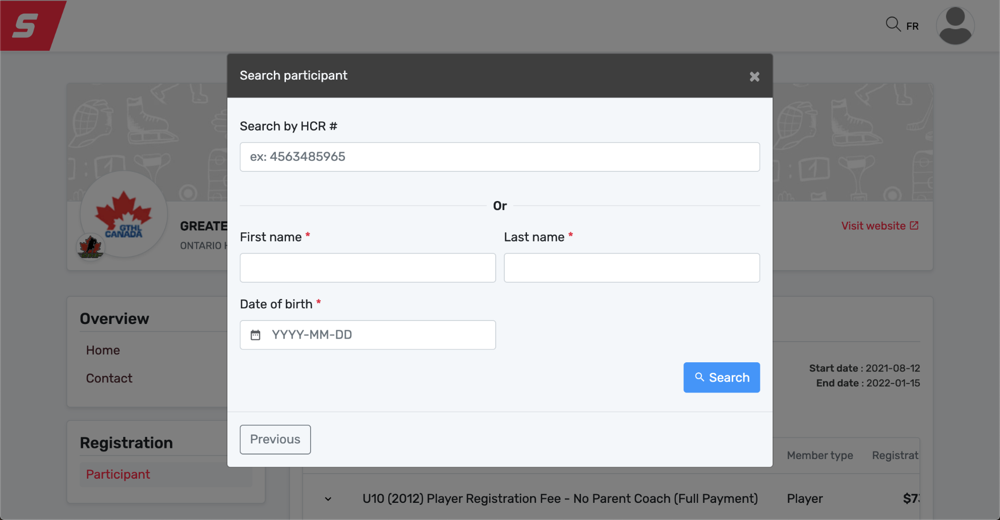 S
FR
Search participant
Search by HCR #
ex: 4563485965
Or
First name *
Last name *
Date of birth *
YYYY-MM-DD
Search
Previous
GTHL
CANADA
OHF
GREATE
ONTARIO H
Visit website
Overview
Home
Contact
Registration
Participant
Start date : 2021-08-12
End date : 2022-01-15
Member type Registrat
U10 (2012) Player Registration Fee - No Parent Coach (Full Payment) Player $73